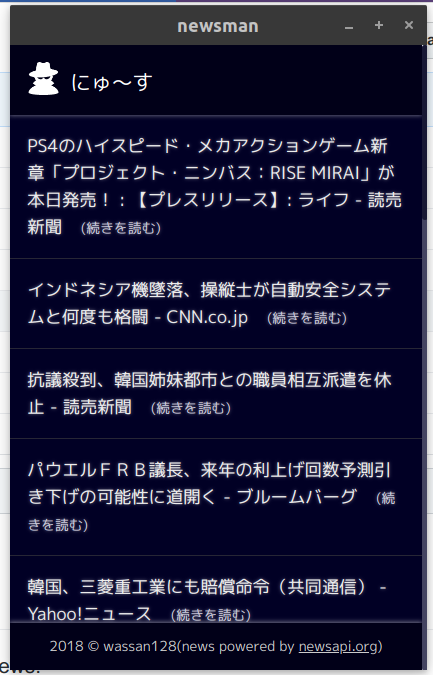 newsman
にゅ〜す
PS4のハイスピード・メカアクションゲーム新
章「プロジェクト・ニンバス：RISE MIRAI」が
本日発売！：【プレスリリース】: ライフ - 読売
新聞 (続きを読む)
インドネシア機墜落、操縦士が自動安全システ
ムと何度も格闘 - CNN.co.jp (続きを読む)
抗議殺到、韓国姉妹都市との職員相互派遣を休
止 - 読売新聞 (続きを読む)
パウエルＦＲＢ議長、来年の利上げ回数予測引
き下げの可能性に道開く - ブルームバーグ (続
きを読む)
韓国、三菱重工業にも賠償命令（共同通信） -
Yahoo!ニュース (続きを読む)
2018 © wassan128(news powered by newsapi.org)